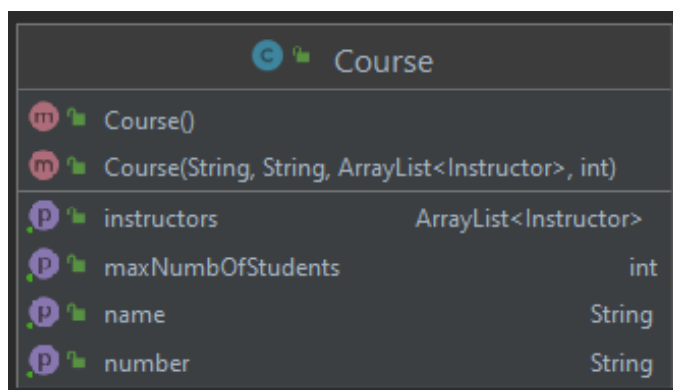 C Course
m Course()
m Course(String, String, ArrayList<Instructor>, int)
p instructors ArrayList<Instructor>
p maxNumbOfStudents int
p name String
p number String